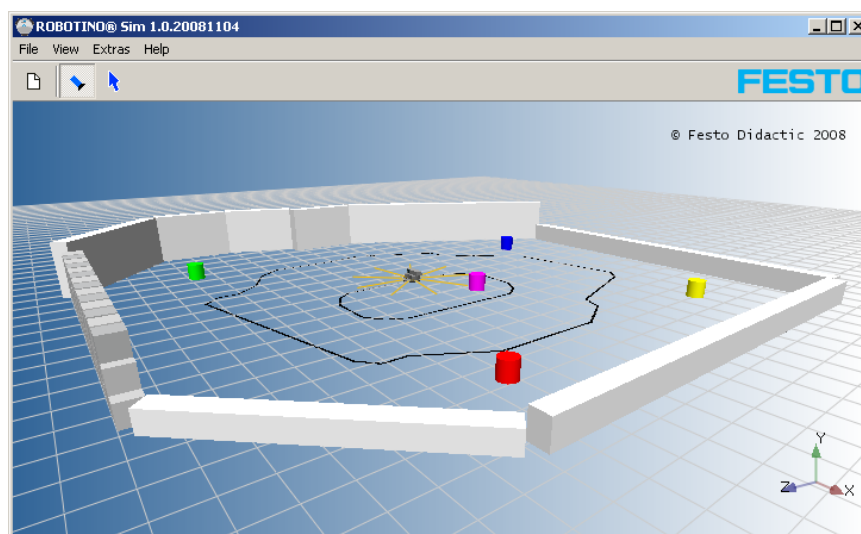 ROBOTINO® Sim 1.0.20081104
File View Extras Help
FESTO
© Festo Didactic 2008
Y
Z X